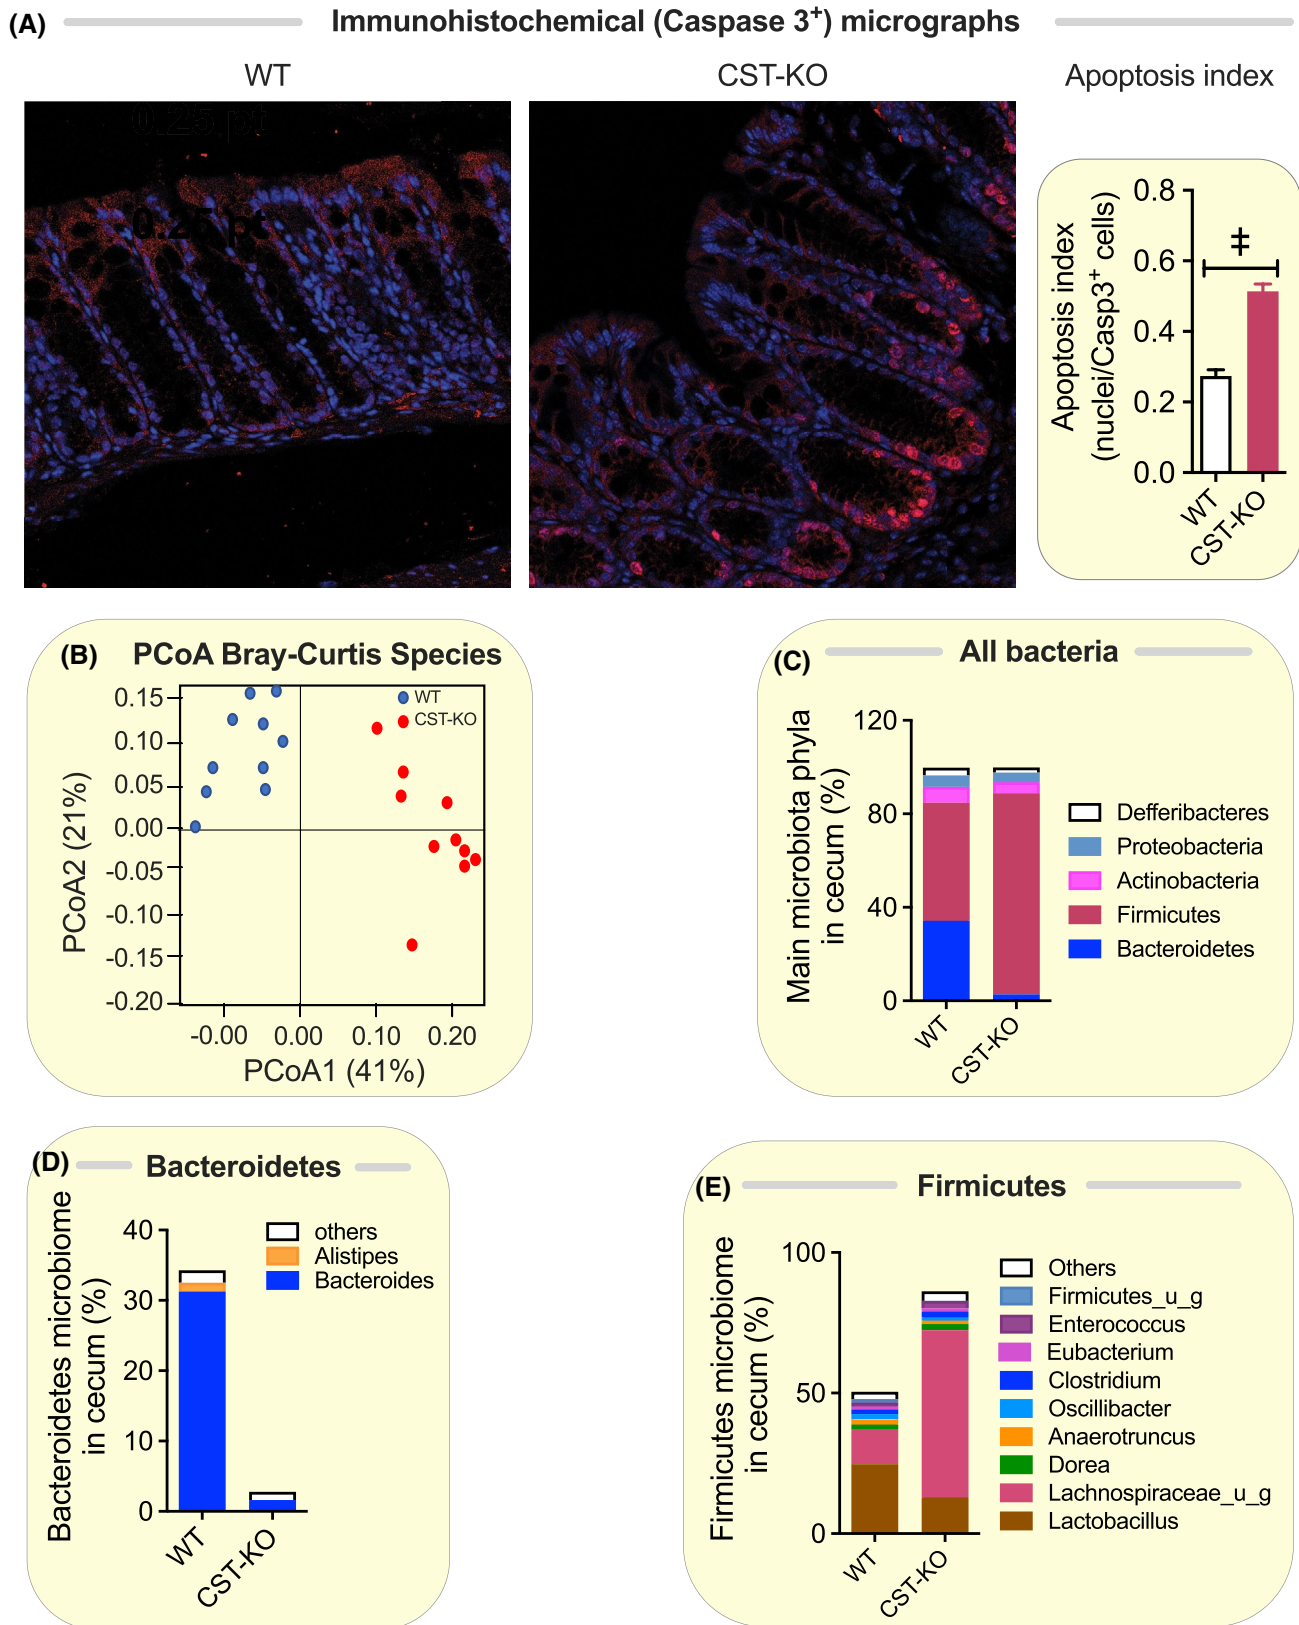 (A) Immunohistochemical (Caspase 3+) micrographs
WT
CST-KO
Apoptosis index
0.25 pt
0.25 pt
Apoptosis index
(nuclei/Casp3+ cells)
0.8
0.6
0.4
0.2
0.0
‡
WT
CST-KO
(B) PCoA Bray-Curtis Species
PCoA2 (21%)
0.15
0.10
0.05
0.00
-0.05
-0.10
-0.15
-0.20
WT
CST-KO
-0.00 0.00 0.10 0.20
PCoA1 (41%)
(C) All bacteria
Main microbiota phyla
in cecum (%)
120
80
40
0
WT
CST-KO
Defferibacteres
Proteobacteria
Actinobacteria
Firmicutes
Bacteroidetes
(D) Bacteroidetes
Bacteroidetes microbiome
in cecum (%)
40
30
20
10
0
others
Alistipes
Bacteroides
WT
CST-KO
(E) Firmicutes
Firmicutes microbiome
in cecum (%)
100
50
0
WT
CST-KO
Others
Firmicutes_u_g
Enterococcus
Eubacterium
Clostridium
Oscillibacter
Anaerotruncus
Dorea
Lachnospiraceae_u_g
Lactobacillus